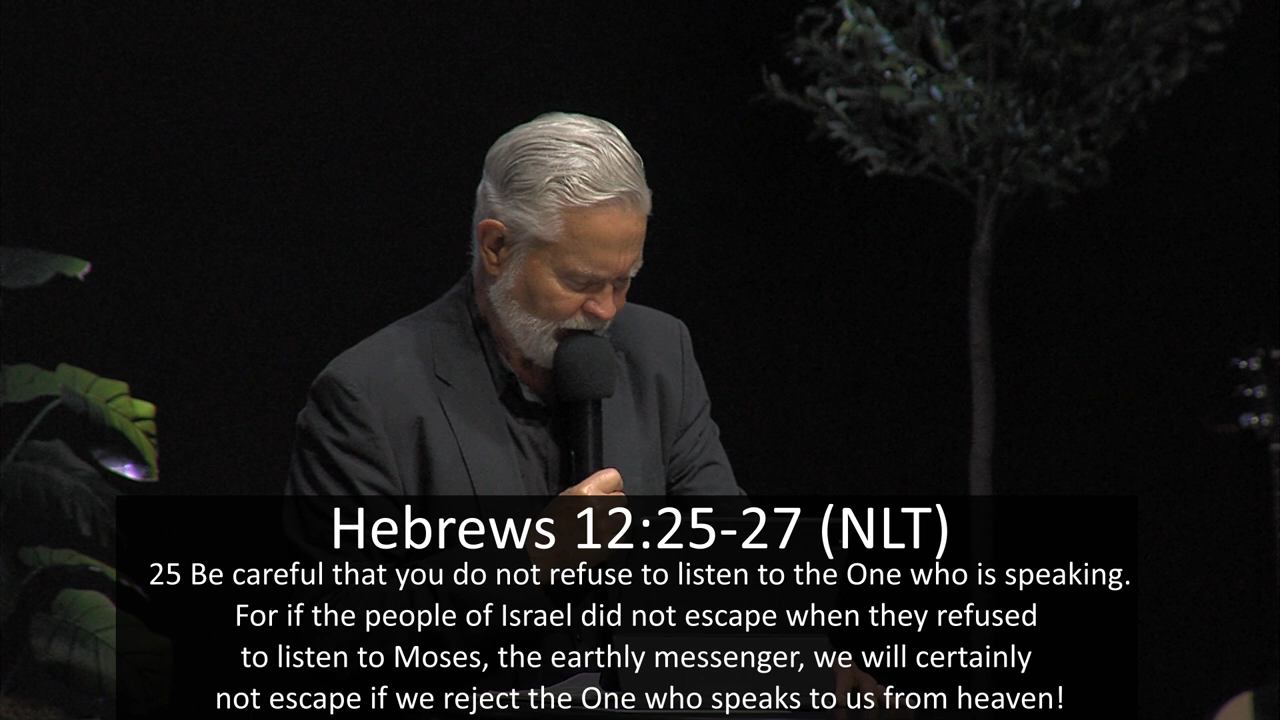 Hebrews 12:25-27 (NLT)
25 Be careful that you do not refuse to listen to the One who is speaking.
For if the people of Israel did not escape when they refused
to listen to Moses, the earthly messenger, we will certainly
not escape if we reject the One who speaks to us from heaven!